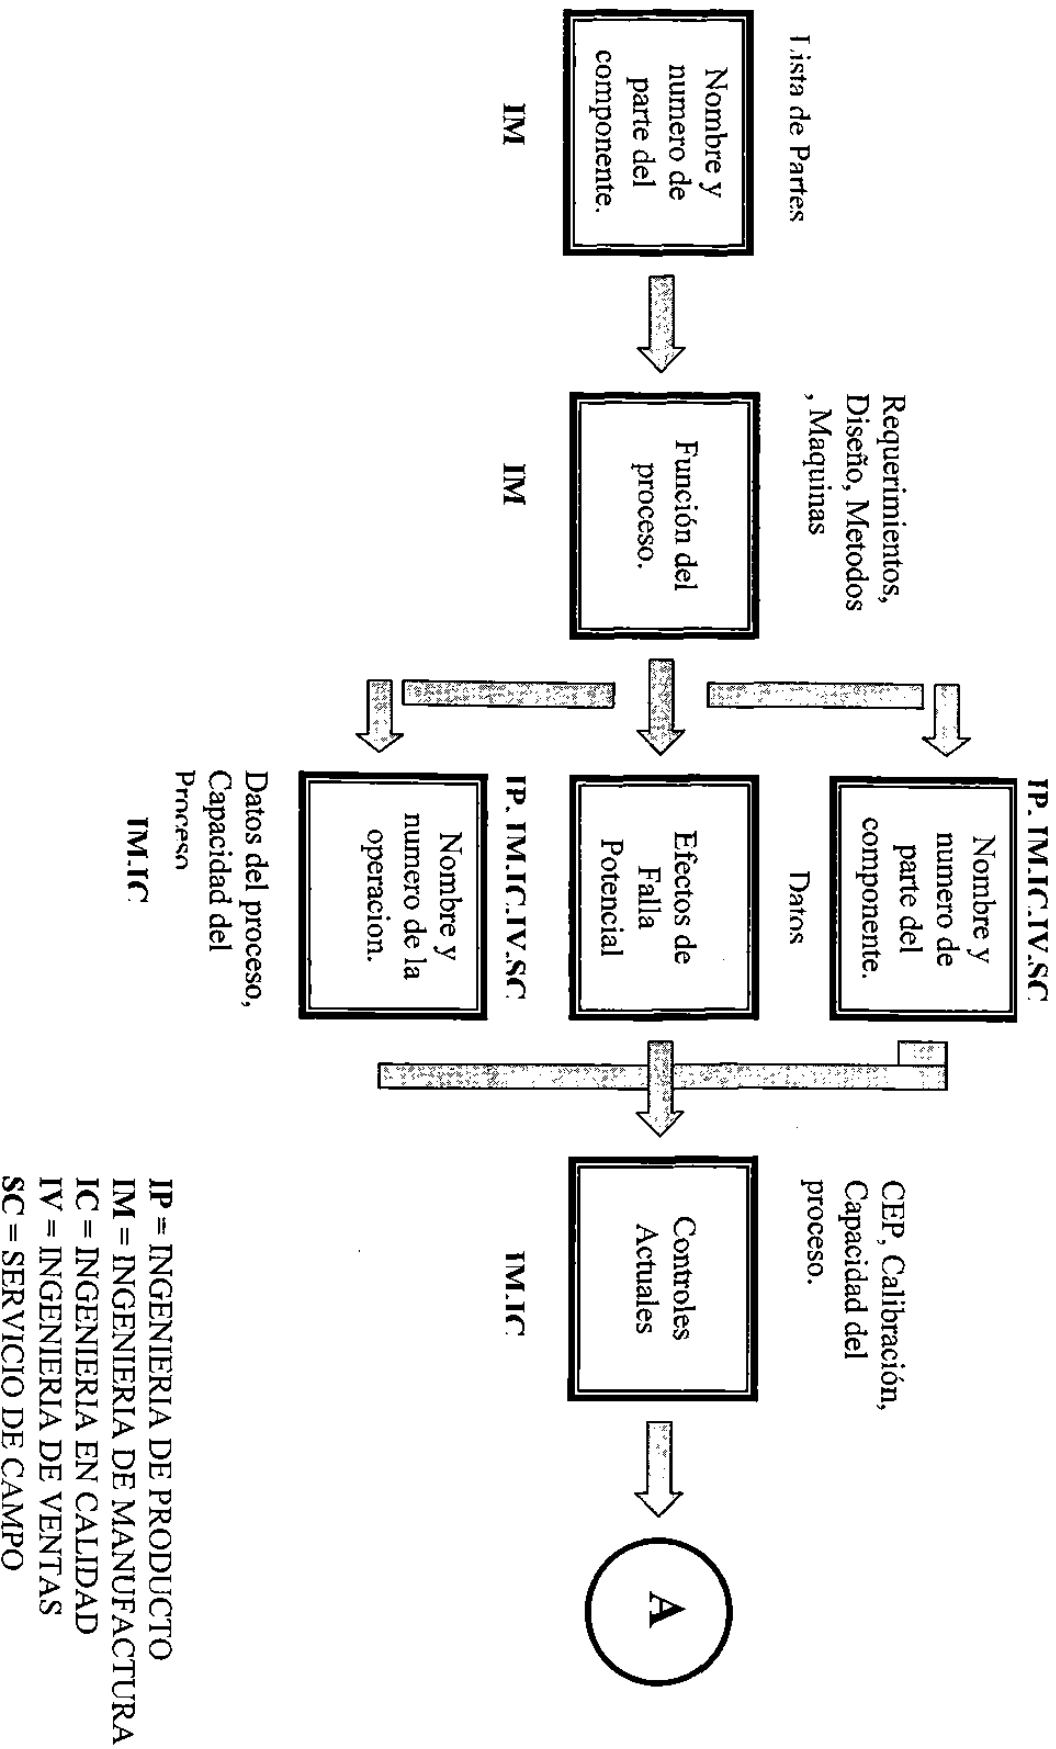 Lista de Partes
Nombre y
numero de
parte del
componente.
IM
Requerimientos,
Diseño, Metodos
, Maquinas
Función del
proceso.
IM
IP, IM,IC,IV,SC
Nombre y
numero de
parte del
componente.
Datos
Efectos de
Falla
Potencial
IP, IM,IC,IV,SC
Nombre y
numero de la
operacion.
Datos del proceso,
Capacidad del
Proceso
IM,IC
CEP, Calibración,
Capacidad del
proceso.
Controles
Actuales
IM,IC
A
IP = INGENIERIA DE PRODUCTO
IM = INGENIERIA DE MANUFACTURA
IC = INGENIERIA EN CALIDAD
IV = INGENIERIA DE VENTAS
SC = SERVICIO DE CAMPO